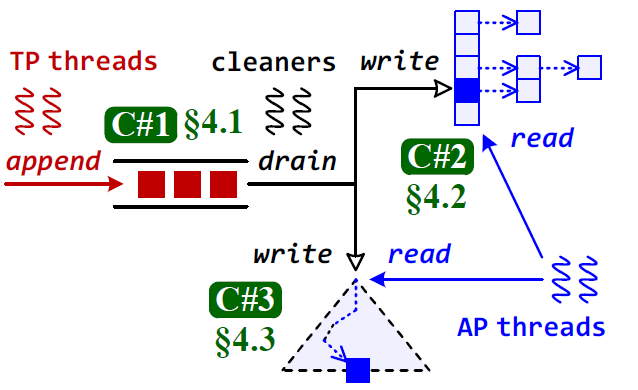 TP threads
cleaners
write
C#1 §4.1
append
drain
read
C#2
§4.2
write
read
C#3
§4.3
AP threads